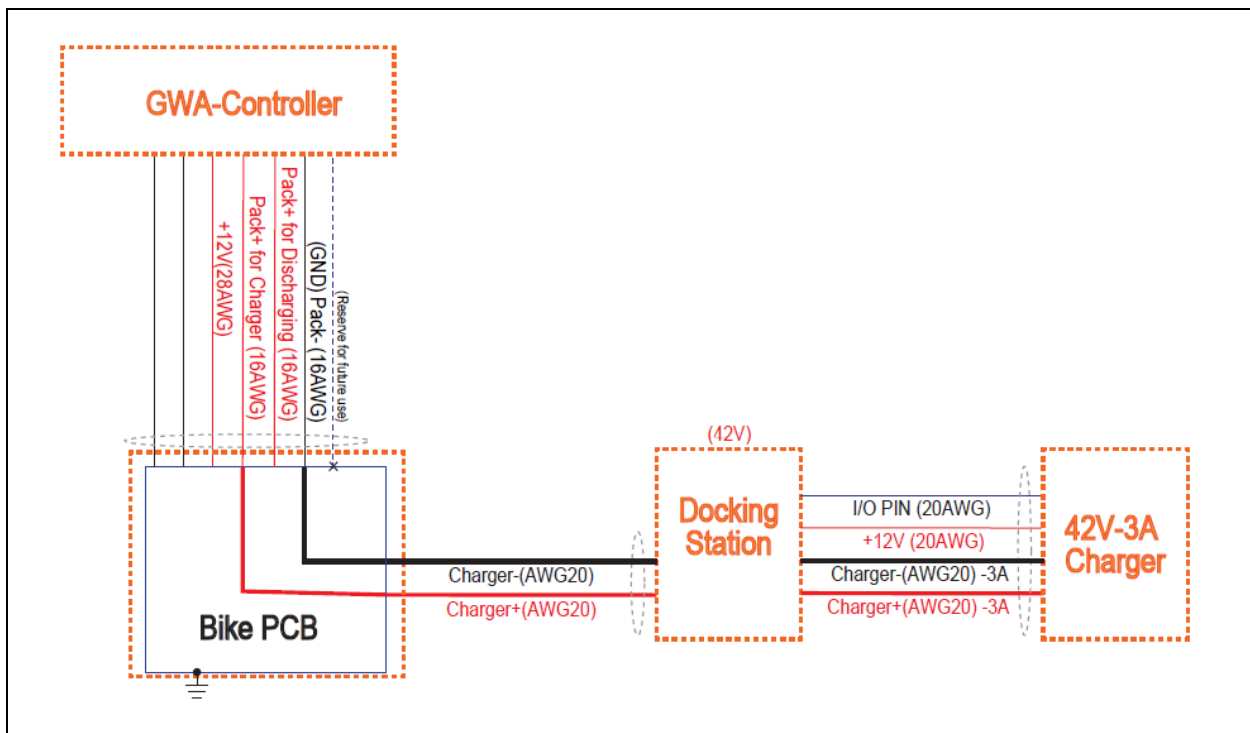 GWA-Controller
+12V(28AWG)
Pack+ for Charger (16AWG)
Pack+ for Discharging (16AWG)
(GND) Pack- (16AWG)
(Reserve for future use)
Bike PCB
Charger-(AWG20)
Charger+(AWG20)
(42V)
Docking
Station
I/O PIN (20AWG)
+12V (20AWG)
Charger-(AWG20) -3A
Charger+(AWG20) -3A
42V-3A
Charger